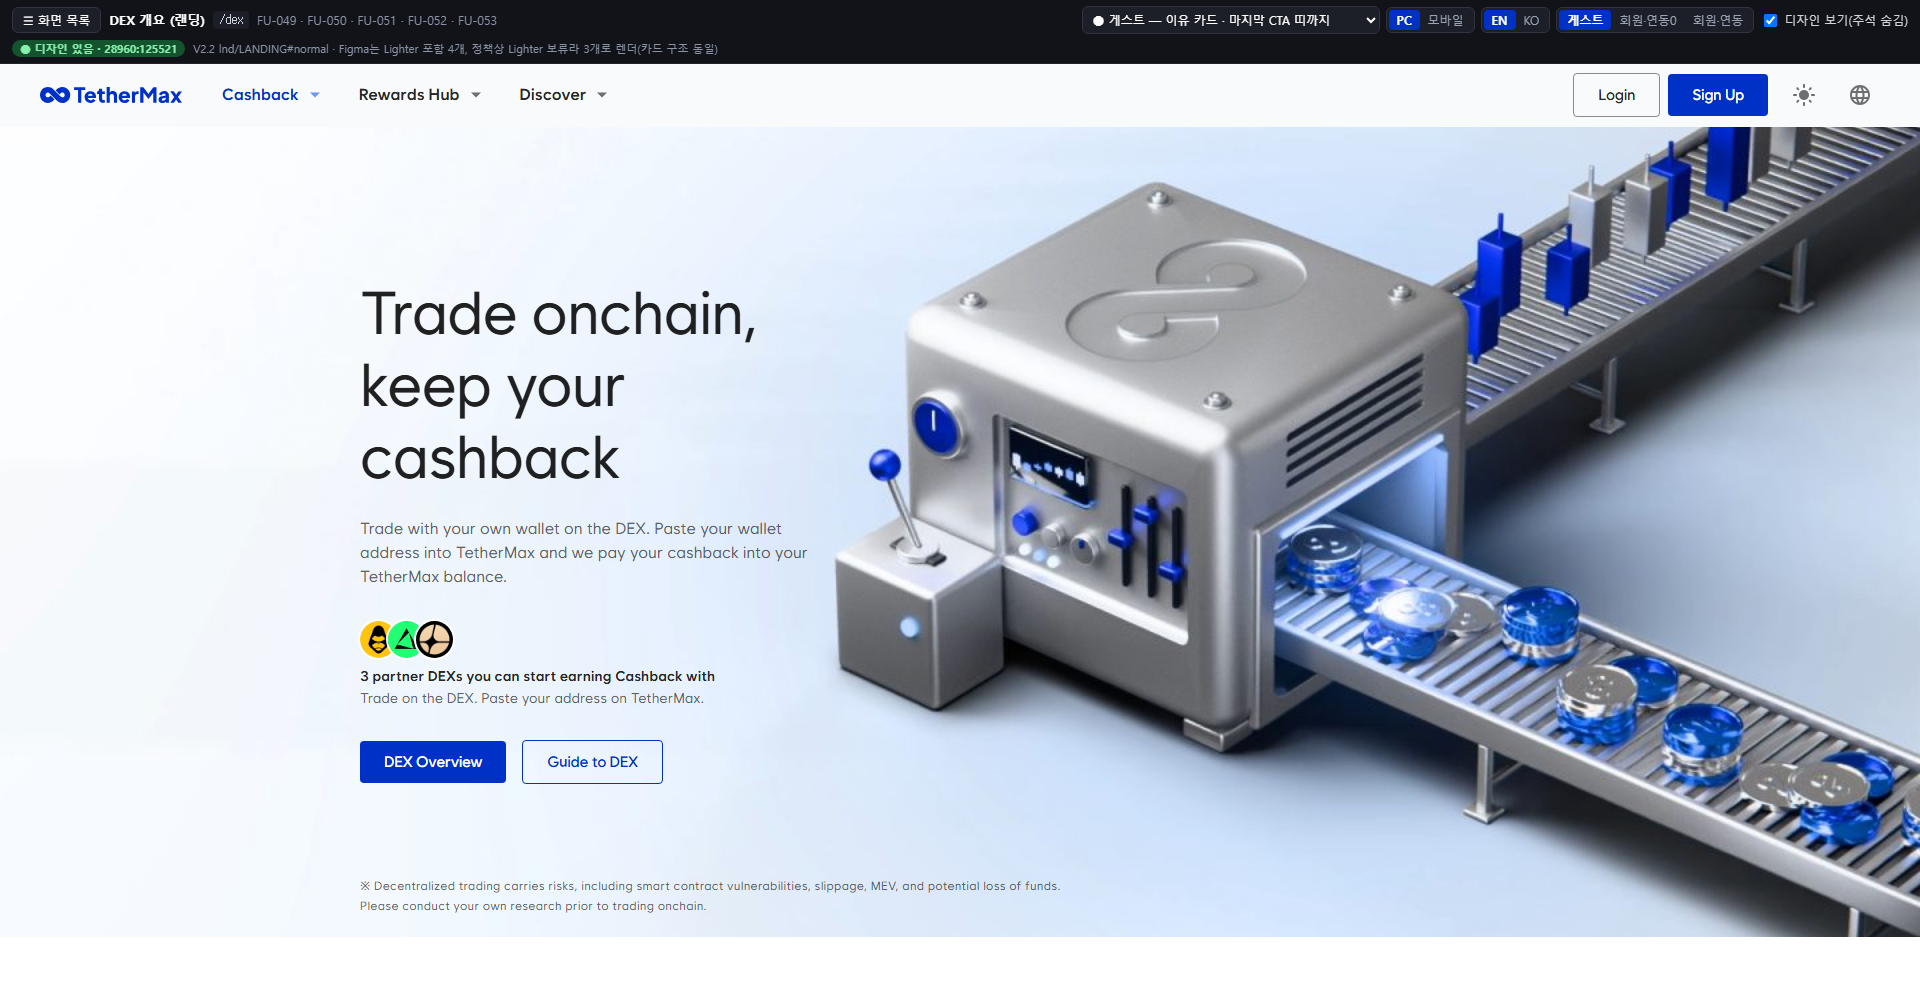 ☰ 화면 목록 DEX 개요 (랜딩) /dex FU-049 · FU-050 · FU-051 · FU-052 · FU-053
● 게스트 — 이유 카드 · 마지막 CTA 띠까지 PC 모바일 EN KO 게스트 회원·연동0 회원·연동 디자인 보기(주석 숨김)
● 디자인 있음 · 28960:125521 V2.2 lnd/LANDING#normal · Figma는 Lighter 포함 4개, 정책상 Lighter 보류라 3개로 렌더(카드 구조 동일)
TetherMax Cashback Rewards Hub Discover Login Sign Up
Trade onchain,
keep your
cashback
Trade with your own wallet on the DEX. Paste your wallet
address into TetherMax and we pay your cashback into your
TetherMax balance.
3 partner DEXs you can start earning Cashback with
Trade on the DEX. Paste your address on TetherMax.
DEX Overview Guide to DEX
※ Decentralized trading carries risks, including smart contract vulnerabilities, slippage, MEV, and potential loss of funds.
Please conduct your own research prior to trading onchain.